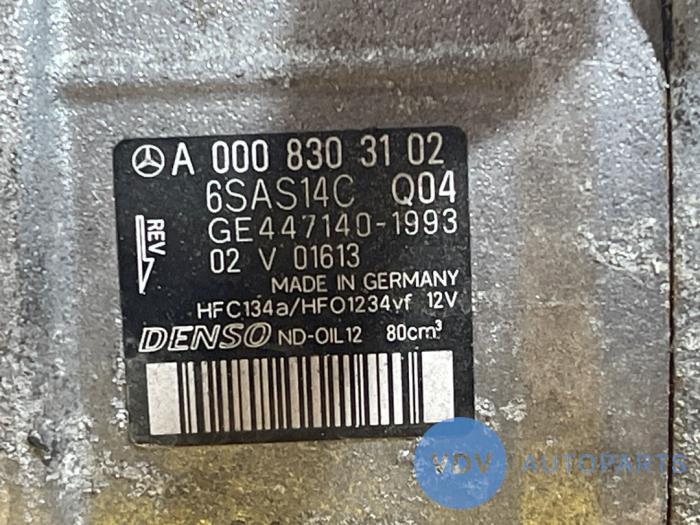 A 000 830 31 02
6SAS14C Q04
REV
GE447140-1993
02 V 01613
MADE IN GERMANY
HFC134a/HFO1234yf 12V
DENSO ND-OIL12 80cm³
VDV AUTOPARTS